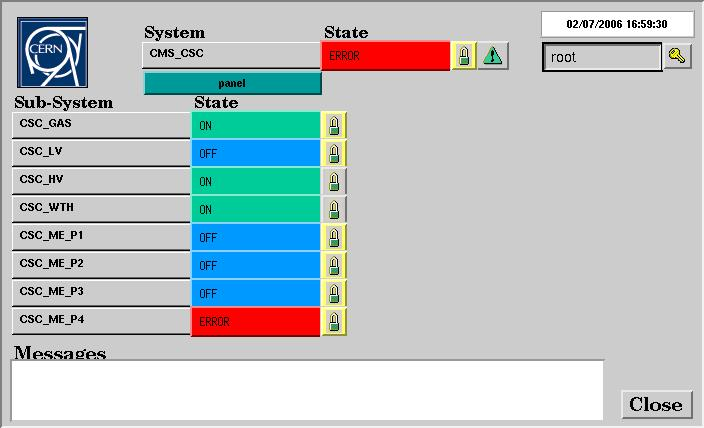 02/07/2006 16:59:30
System State
CERN
CMS_CSC ERROR
root
panel
Sub-System State
CSC_GAS ON
CSC_LV OFF
CSC_HV ON
CSC_WTH ON
CSC_ME_P1 OFF
CSC_ME_P2 OFF
CSC_ME_P3 OFF
CSC_ME_P4 ERROR
Messages
Close